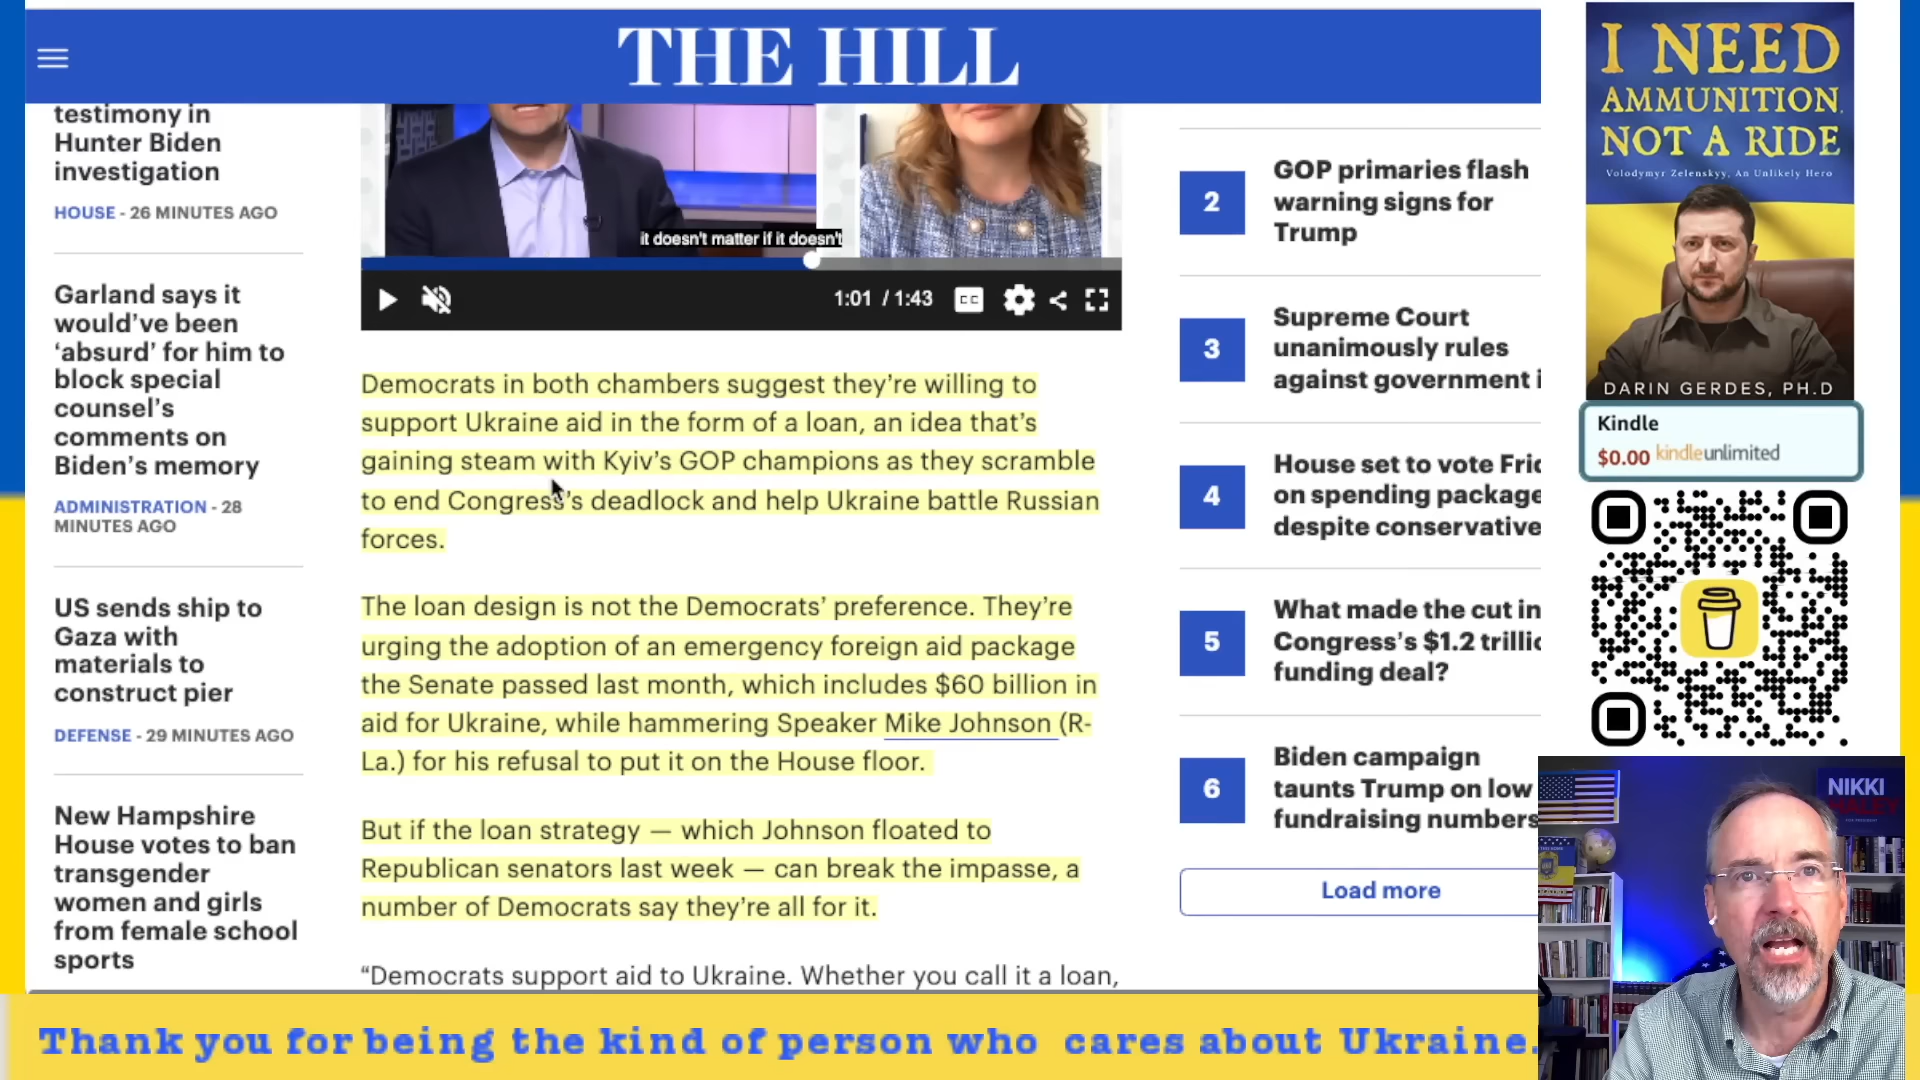 THE HILL
testimony in
Hunter Biden
investigation
HOUSE - 26 MINUTES AGO
Garland says it
would've been
‘absurd’ for him to
block special
counsel's
comments on
Biden's memory
ADMINISTRATION - 28
MINUTES AGO
US sends ship to
Gaza with
materials to
construct pier
DEFENSE - 29 MINUTES AGO
New Hampshire
House votes to ban
transgender
women and girls
from female school
sports
it doesn't matter if it doesn't
1:01 / 1:43
CC
Democrats in both chambers suggest they're willing to
support Ukraine aid in the form of a loan, an idea that's
gaining steam with Kyiv's GOP champions as they scramble
to end Congress's deadlock and help Ukraine battle Russian
forces.
The loan design is not the Democrats' preference. They're
urging the adoption of an emergency foreign aid package
the Senate passed last month, which includes $60 billion in
aid for Ukraine, while hammering Speaker Mike Johnson (R-
La.) for his refusal to put it on the House floor.
But if the loan strategy — which Johnson floated to
Republican senators last week — can break the impasse, a
number of Democrats say they're all for it.
“Democrats support aid to Ukraine. Whether you call it a loan,
2
GOP primaries flash
warning signs for
Trump
3
Supreme Court
unanimously rules
against government i
4
House set to vote Fri
on spending package
despite conservative
5
What made the cut in
Congress's $1.2 trillio
funding deal?
6
Biden campaign
taunts Trump on low
fundraising numbers
Load more
I NEED
AMMUNITION,
NOT A RIDE
Volodymyr Zelenskyy, An Unlikely Hero
DARIN GERDES, PH.D
Kindle
$0.00 kindleunlimited
NIKKI
HALEY
Thank you for being the kind of person who cares about Ukraine.